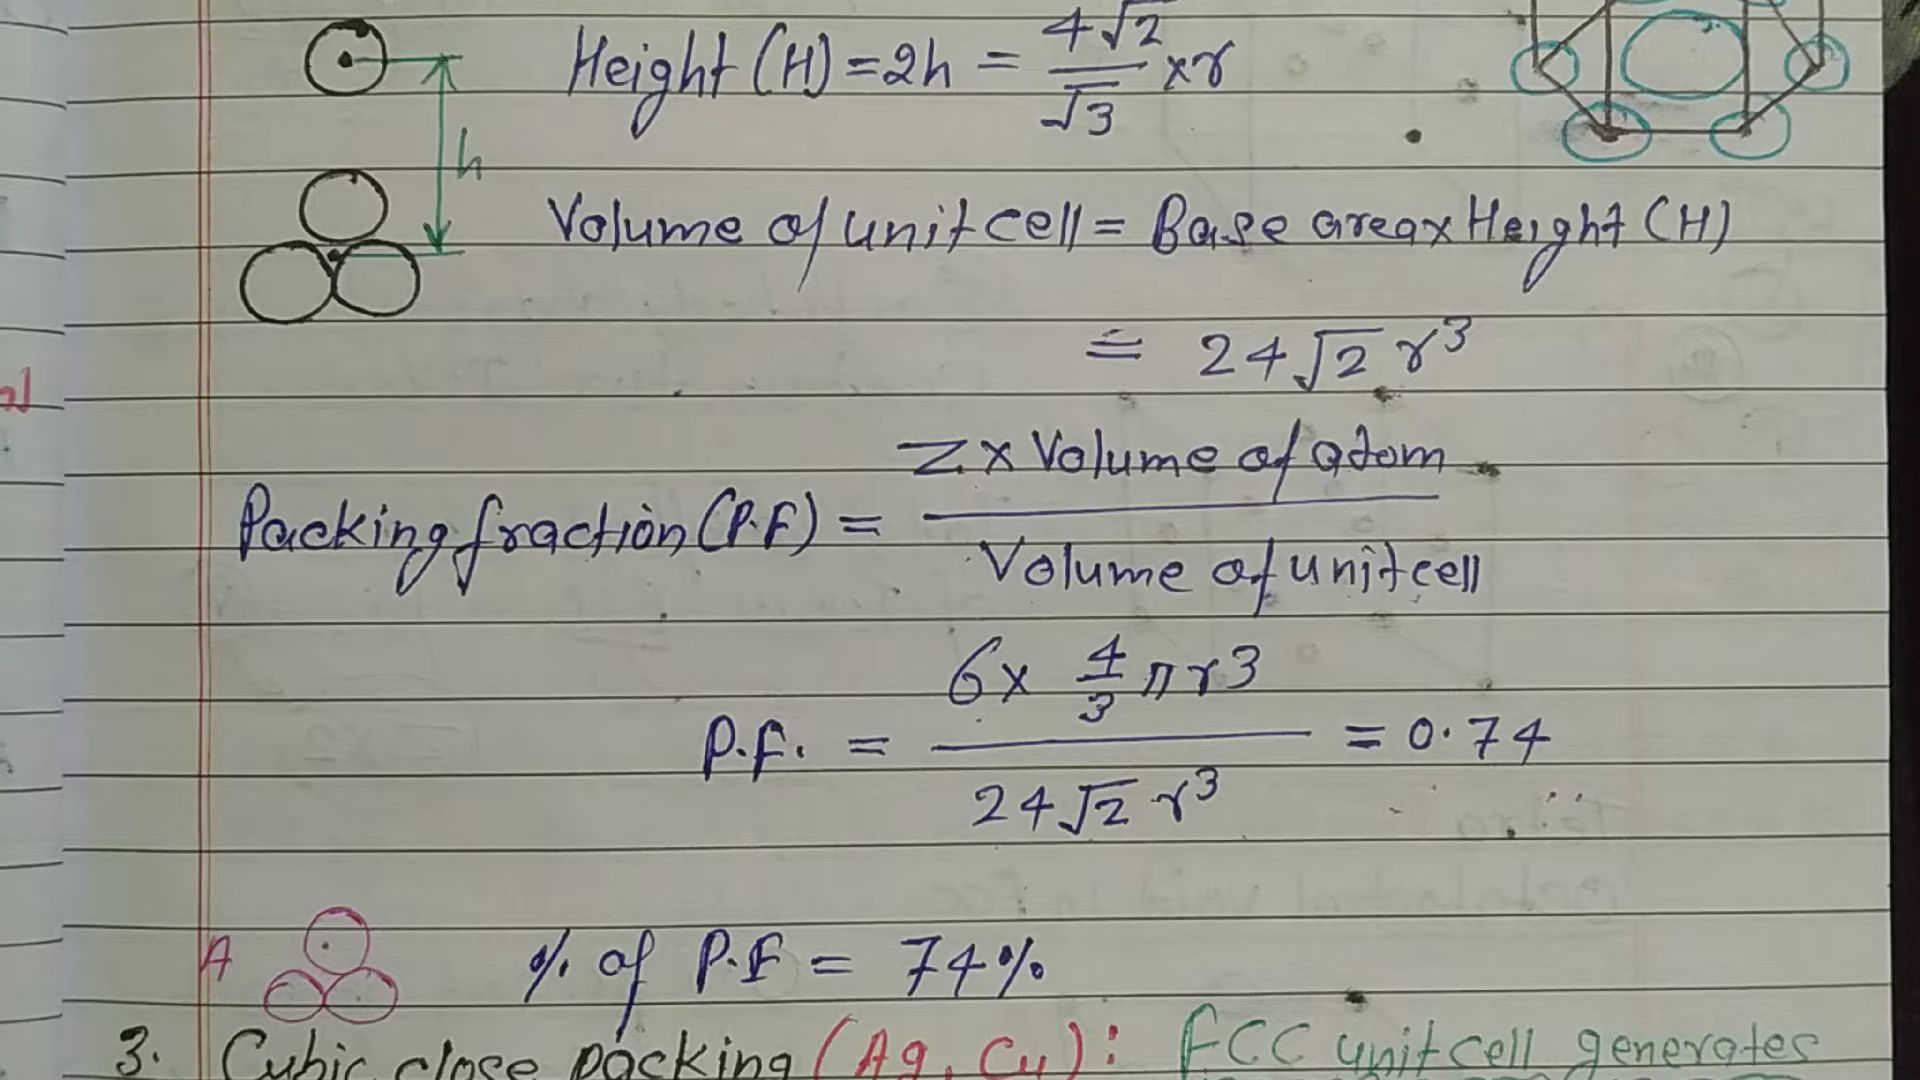 Height (H) = 2h = 4√2/√3 × r
h
Volume of unit cell = Base area × Height (H)
= 24√2 r³
Packing fraction (P.F) = Z × Volume of atom / Volume of unit cell
P.F. = 6 × 4/3 π r3 / 24√2 r³ = 0.74
A
% of P.F = 74%
3. Cubic close packing (Ag, Cu): FCC unit cell generates